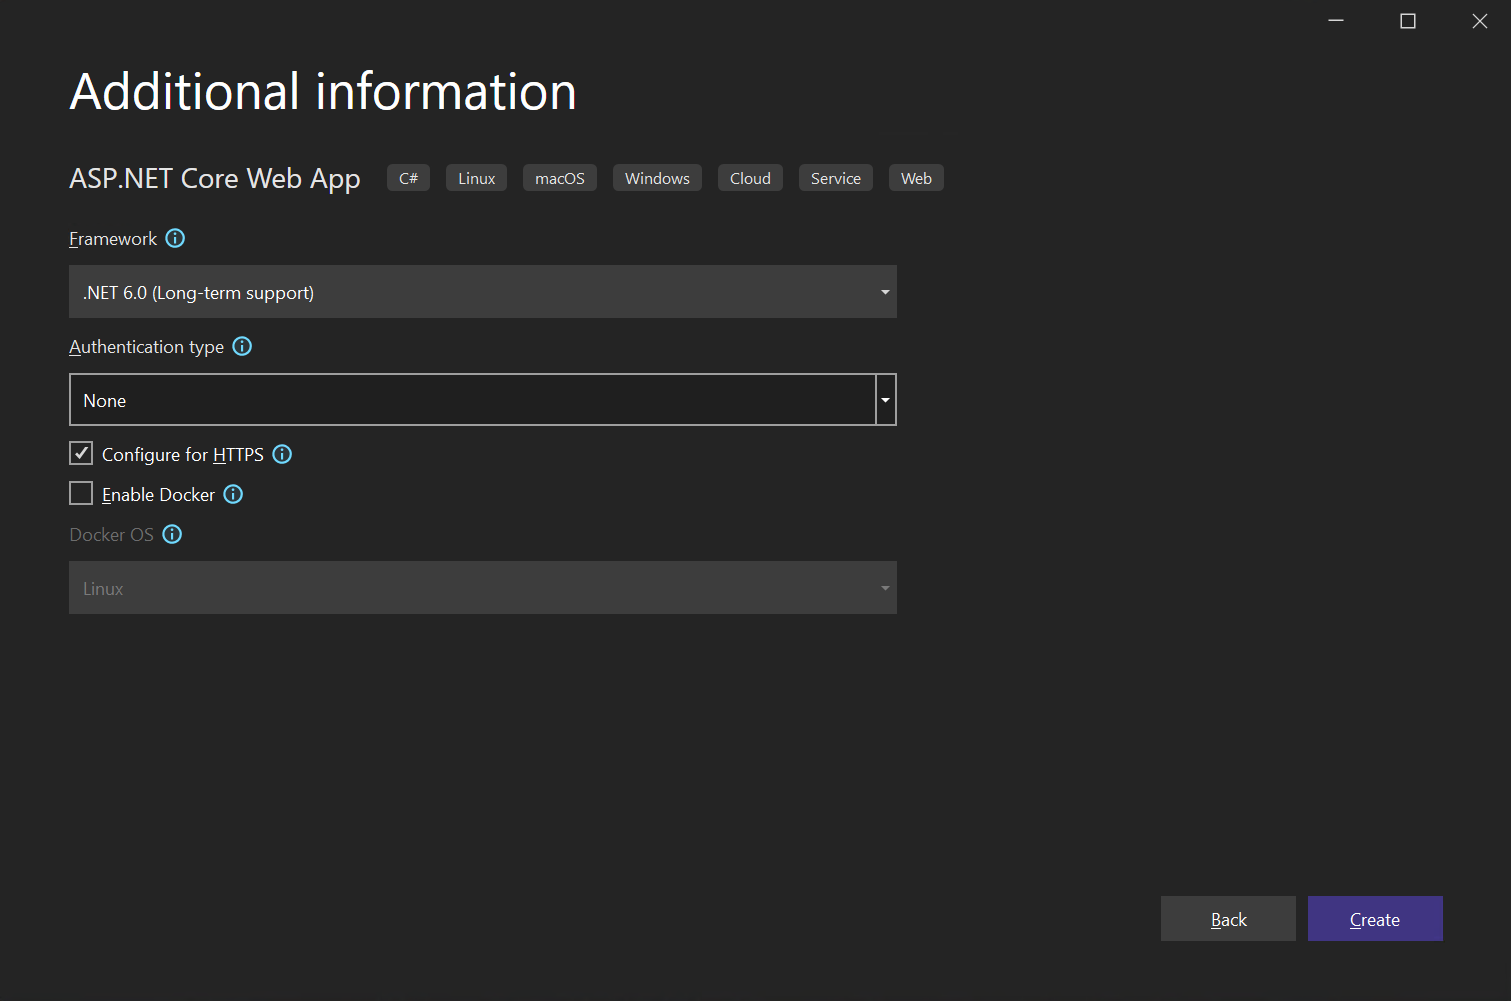 Additional information
ASP.NET Core Web App C# Linux macOS Windows Cloud Service Web
Framework
.NET 6.0 (Long-term support)
Authentication type
None
Configure for HTTPS
Enable Docker
Docker OS
Linux
Back Create